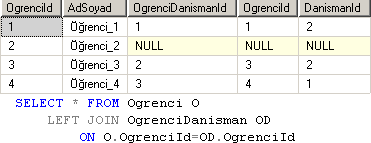 OgrenciId AdSoyad OgrenciDanismanId OgrenciId DanismanId
1 Öğrenci_1 1 1 2
2 Öğrenci_2 NULL NULL NULL
3 Öğrenci_3 2 3 2
4 Öğrenci_4 3 4 1
SELECT * FROM Ogrenci O
LEFT JOIN OgrenciDanisman OD
ON O.OgrenciId=OD.OgrenciId